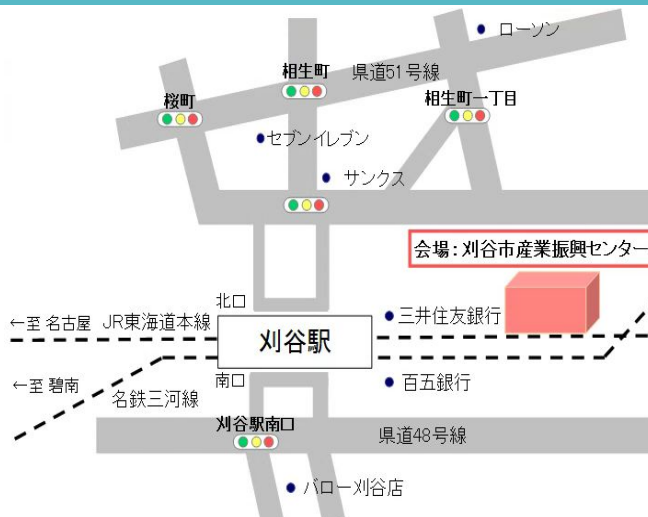 ローソン
県道51号線
相生町
相生町一丁目
桜町
セブンイレブン
サンクス
会場:刈谷市産業振興センター
北口
←至 名古屋 JR東海道本線
刈谷駅
三井住友銀行
←至 碧南
名鉄三河線
南口
百五銀行
刈谷駅南口
県道48号線
バロー刈谷店